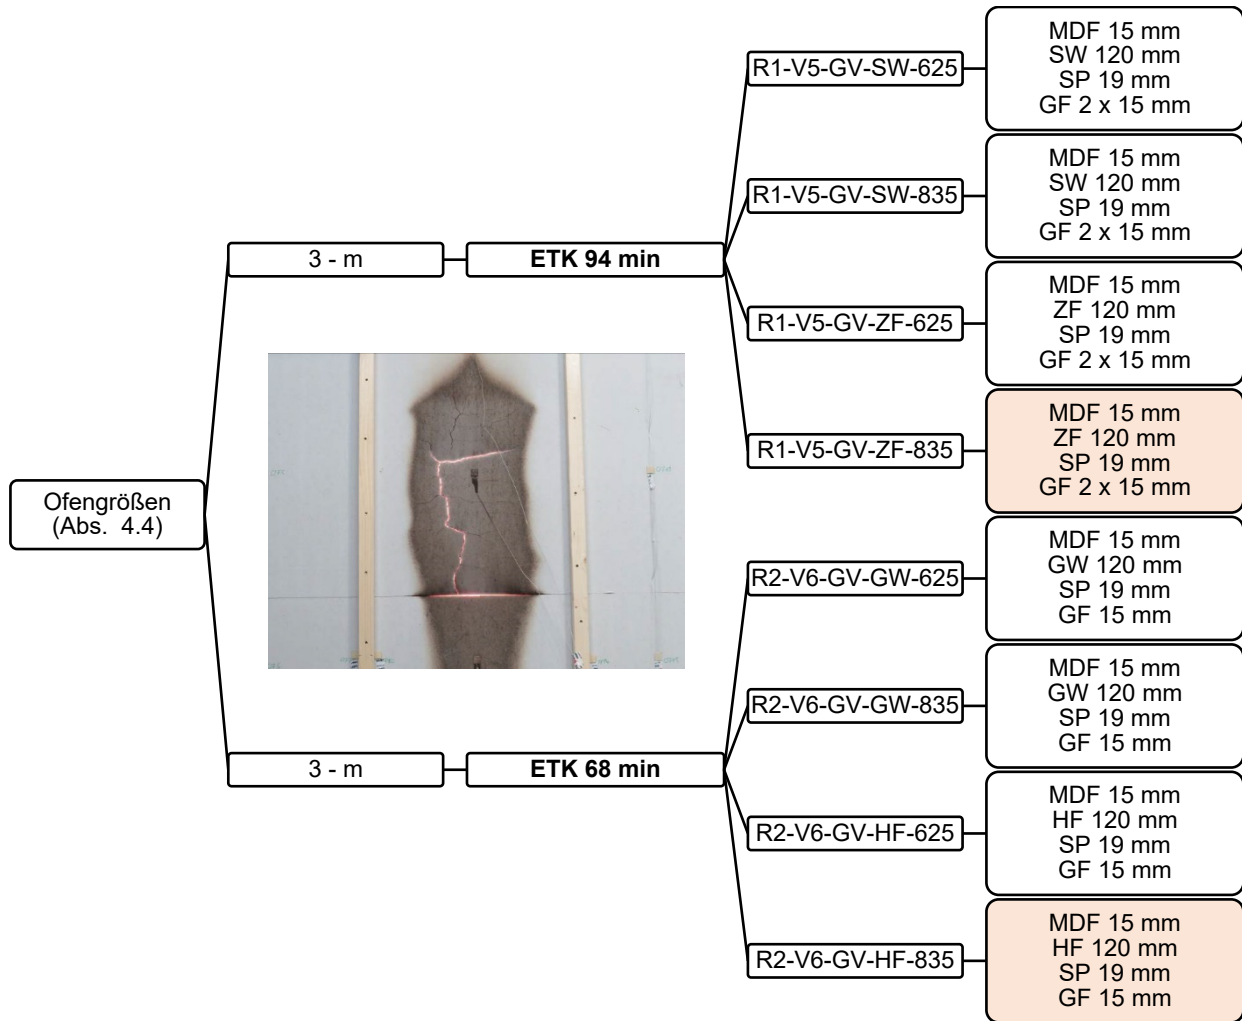 Ofengrößen
(Abs. 4.4)
3 - m
ETK 94 min
R1-V5-GV-SW-625
MDF 15 mm
SW 120 mm
SP 19 mm
GF 2 x 15 mm
R1-V5-GV-SW-835
MDF 15 mm
SW 120 mm
SP 19 mm
GF 2 x 15 mm
R1-V5-GV-ZF-625
MDF 15 mm
ZF 120 mm
SP 19 mm
GF 2 x 15 mm
R1-V5-GV-ZF-835
MDF 15 mm
ZF 120 mm
SP 19 mm
GF 2 x 15 mm
3 - m
ETK 68 min
R2-V6-GV-GW-625
MDF 15 mm
GW 120 mm
SP 19 mm
GF 15 mm
R2-V6-GV-GW-835
MDF 15 mm
GW 120 mm
SP 19 mm
GF 15 mm
R2-V6-GV-HF-625
MDF 15 mm
HF 120 mm
SP 19 mm
GF 15 mm
R2-V6-GV-HF-835
MDF 15 mm
HF 120 mm
SP 19 mm
GF 15 mm